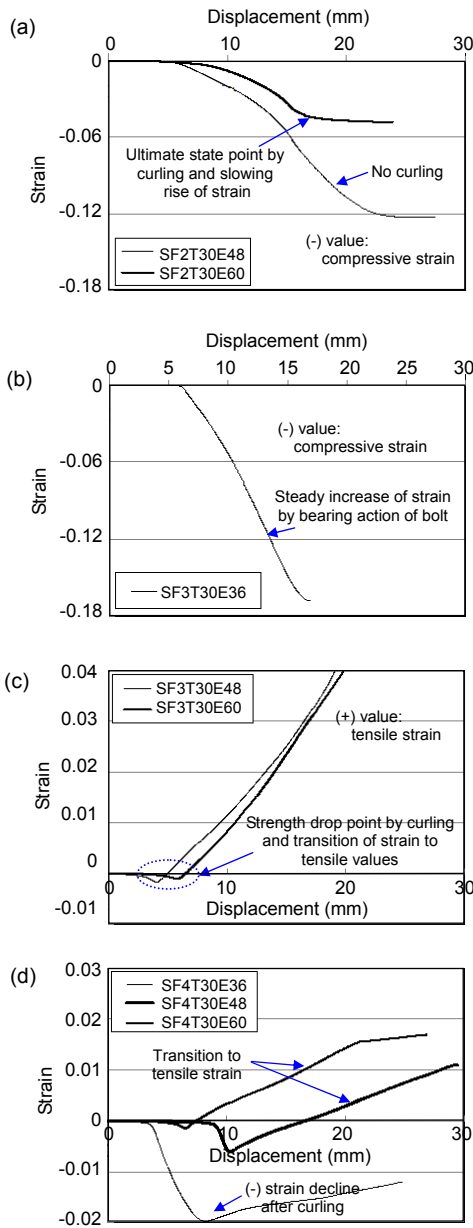 (a)
Displacement (mm)
0 10 20 30
0
-0.06
-0.12
-0.18
Strain
Ultimate state point by
curling and slowing
rise of strain
No curling
(-) value:
compressive strain
SF2T30E48
SF2T30E60
(b)
Displacement (mm)
0 5 10 15 20 25 30
0
-0.06
-0.12
-0.18
Strain
(-) value:
compressive strain
Steady increase of strain
by bearing action of bolt
SF3T30E36
(c)
0.04
0.03
0.02
0.01
0
-0.01
Strain
SF3T30E48
SF3T30E60
(+) value:
tensile strain
Strength drop point by curling
and transition of strain to
tensile values
0 10 20 30
Displacement (mm)
(d)
0.03
0.02
0.01
0
-0.01
-0.02
Strain
SF4T30E36
SF4T30E48
SF4T30E60
Transition to
tensile strain
0 10 20 30
Displacement (mm)
(-) strain decline
after curling